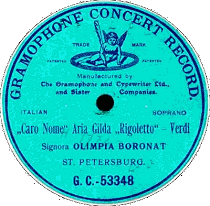 GRAMOPHONE CONCERT RECORD.
TRADE MARK
Manufactured by
The Gramophone and Typewriter Ltd.,
and Sister Companies.
ITALIAN SOPRANO
„Caro Nome“ Aria Gilda „Rigoletto“ – Verdi
Signora OLIMPIA BORONAT
ST. PETERSBURG.
G. C.-53348